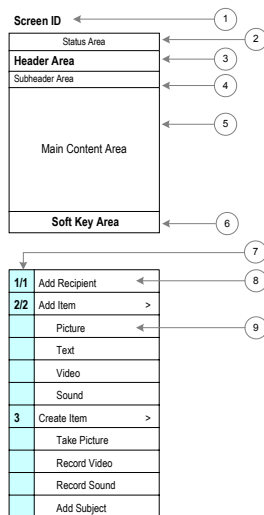 Screen ID
1
Status Area
2
Header Area
3
Subheader Area
4
Main Content Area
5
Soft Key Area
6
7
1/1 Add Recipient
8
2/2 Add Item >
Picture
9
Text
Video
Sound
3 Create Item >
Take Picture
Record Video
Record Sound
Add Subject